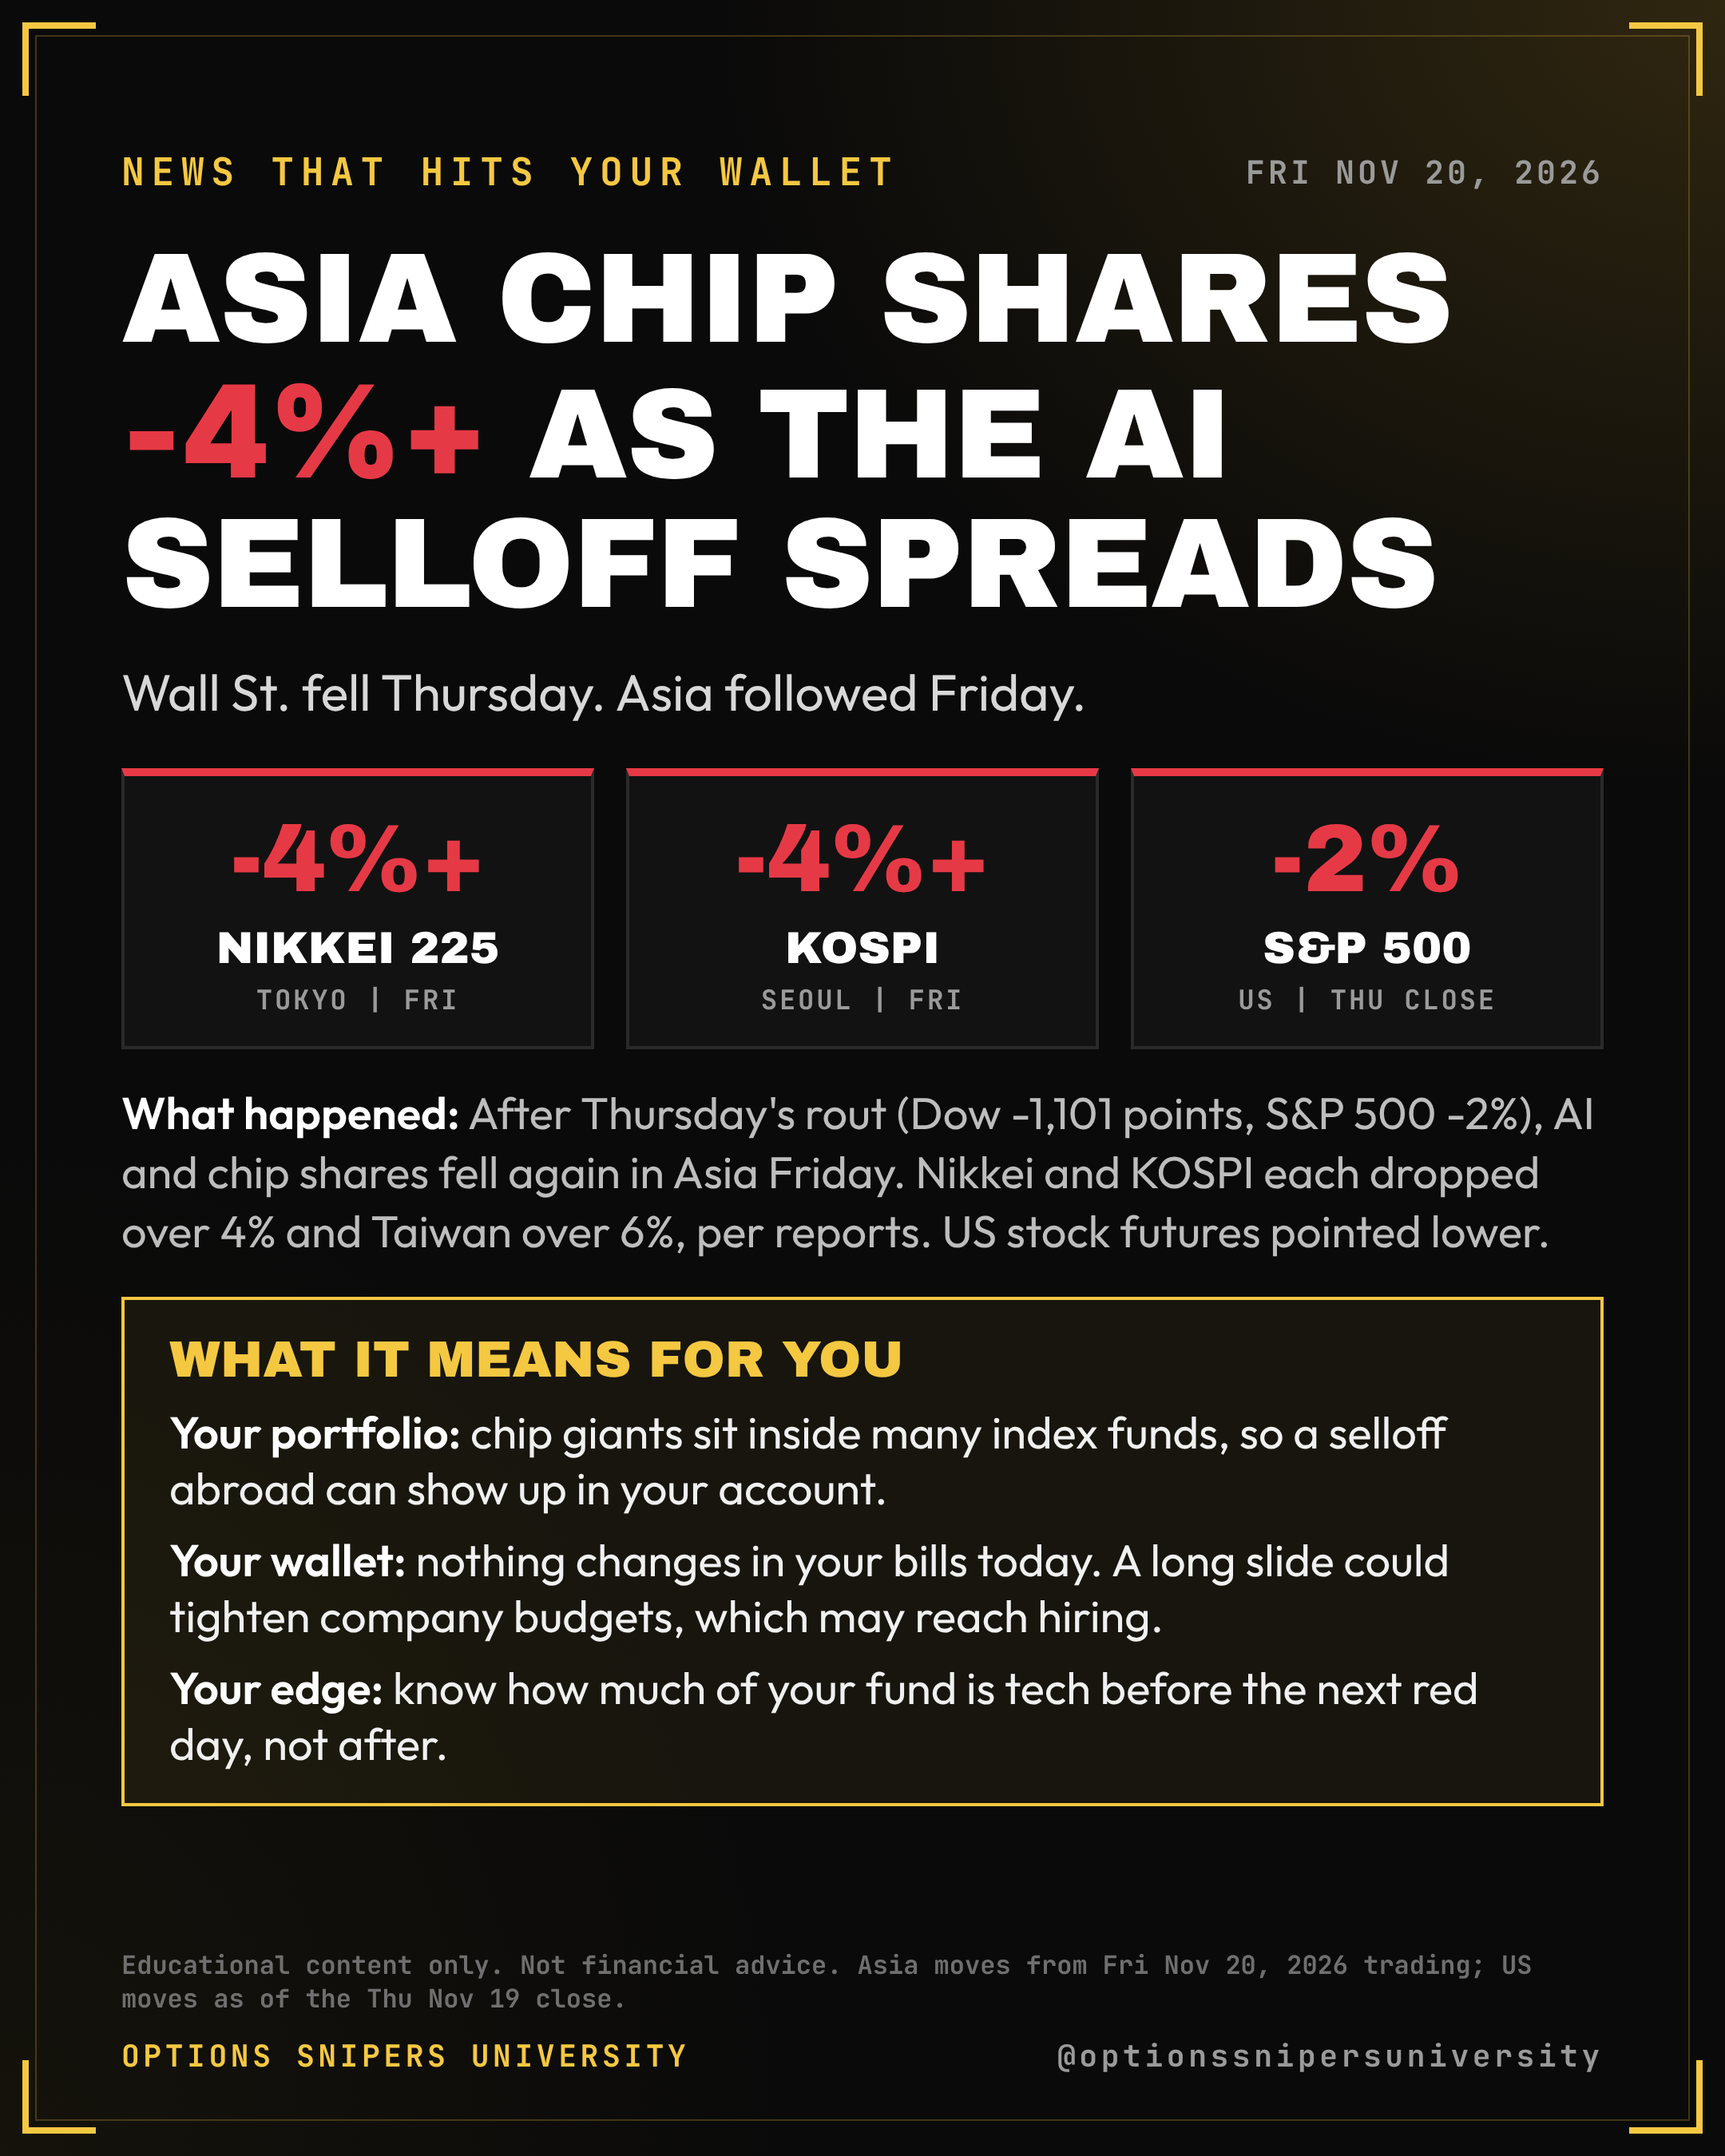 NEWS THAT HITS YOUR WALLET
FRI NOV 20, 2026
ASIA CHIP SHARES
-4%+ AS THE AI
SELLOFF SPREADS
Wall St. fell Thursday. Asia followed Friday.
-4%+
NIKKEI 225
TOKYO | FRI
-4%+
KOSPI
SEOUL | FRI
-2%
S&P 500
US | THU CLOSE
What happened: After Thursday's rout (Dow -1,101 points, S&P 500 -2%), AI
and chip shares fell again in Asia Friday. Nikkei and KOSPI each dropped
over 4% and Taiwan over 6%, per reports. US stock futures pointed lower.
WHAT IT MEANS FOR YOU
Your portfolio: chip giants sit inside many index funds, so a selloff
abroad can show up in your account.
Your wallet: nothing changes in your bills today. A long slide could
tighten company budgets, which may reach hiring.
Your edge: know how much of your fund is tech before the next red
day, not after.
Educational content only. Not financial advice. Asia moves from Fri Nov 20, 2026 trading; US
moves as of the Thu Nov 19 close.
OPTIONS SNIPERS UNIVERSITY
@optionssnipersuniversity